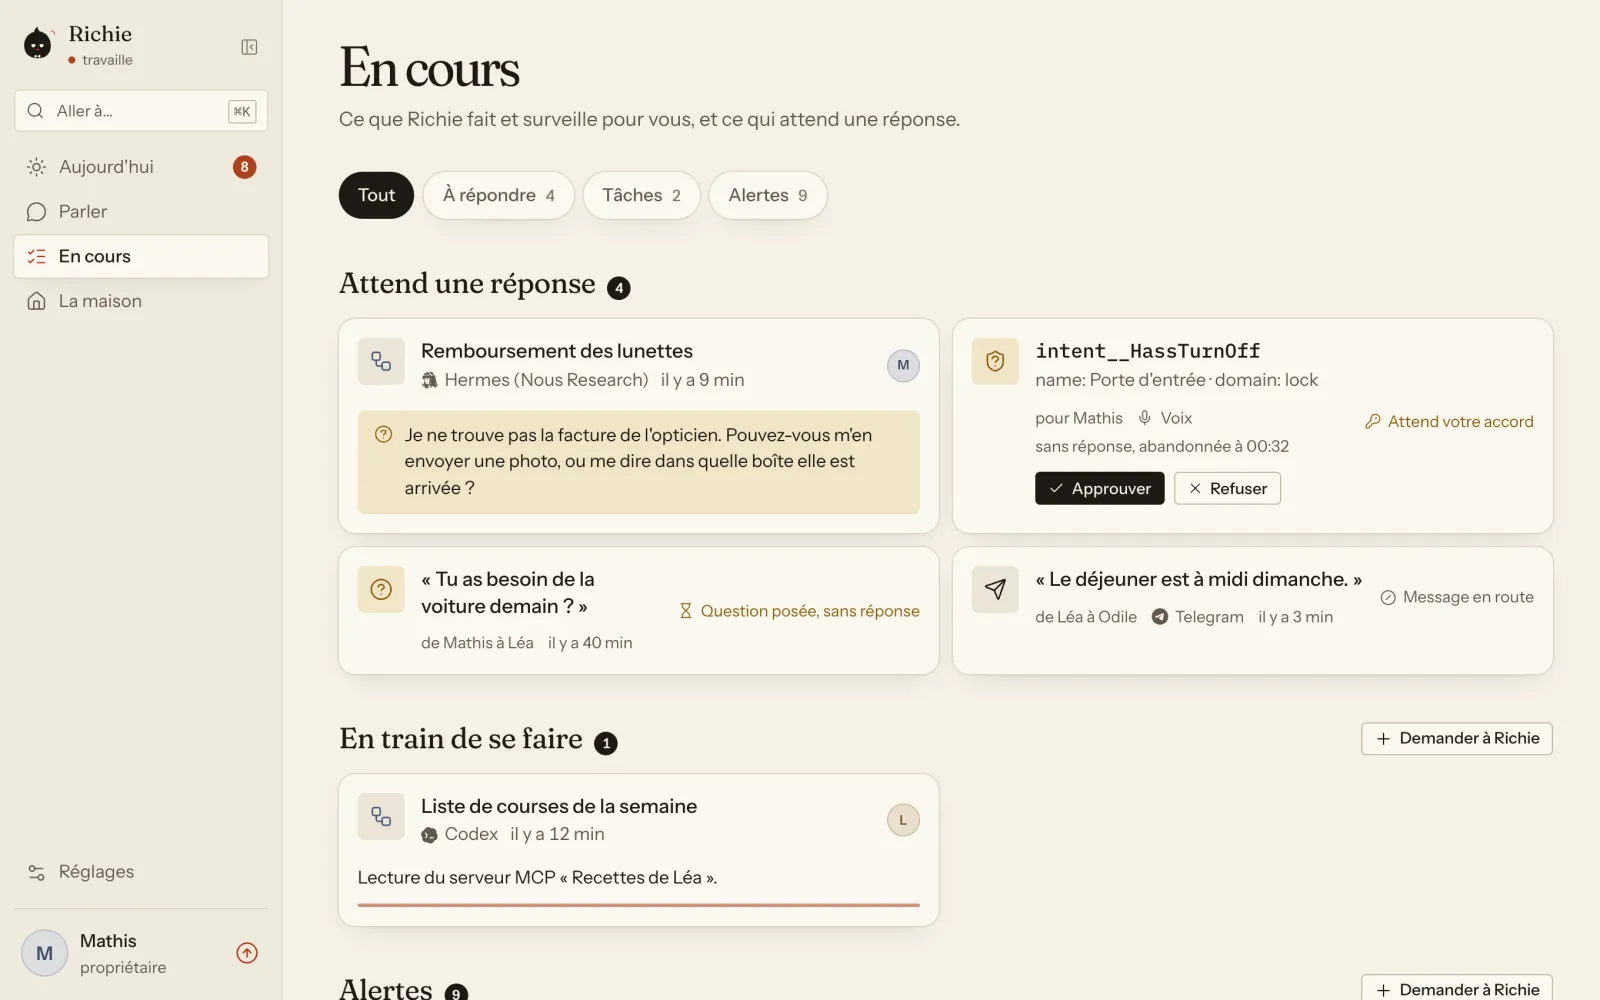 Richie
travaille
Aller à...
⌘K
Aujourd'hui
8
Parler
En cours
La maison
Réglages
M
Mathis
propriétaire
En cours
Ce que Richie fait et surveille pour vous, et ce qui attend une réponse.
Tout
À répondre 4
Tâches 2
Alertes 9
Attend une réponse 4
Remboursement des lunettes
Hermes (Nous Research) il y a 9 min
M
Je ne trouve pas la facture de l'opticien. Pouvez-vous m'en
envoyer une photo, ou me dire dans quelle boîte elle est
arrivée ?
intent__HassTurnOff
name: Porte d'entrée · domain: lock
pour Mathis Voix
sans réponse, abandonnée à 00:32
Attend votre accord
Approuver
Refuser
« Tu as besoin de la
voiture demain ? »
de Mathis à Léa il y a 40 min
Question posée, sans réponse
« Le déjeuner est à midi dimanche. »
de Léa à Odile Telegram il y a 3 min
Message en route
En train de se faire 1
+ Demander à Richie
Liste de courses de la semaine
Codex il y a 12 min
L
Lecture du serveur MCP « Recettes de Léa ».
Alertes 9
+ Demander à Richie